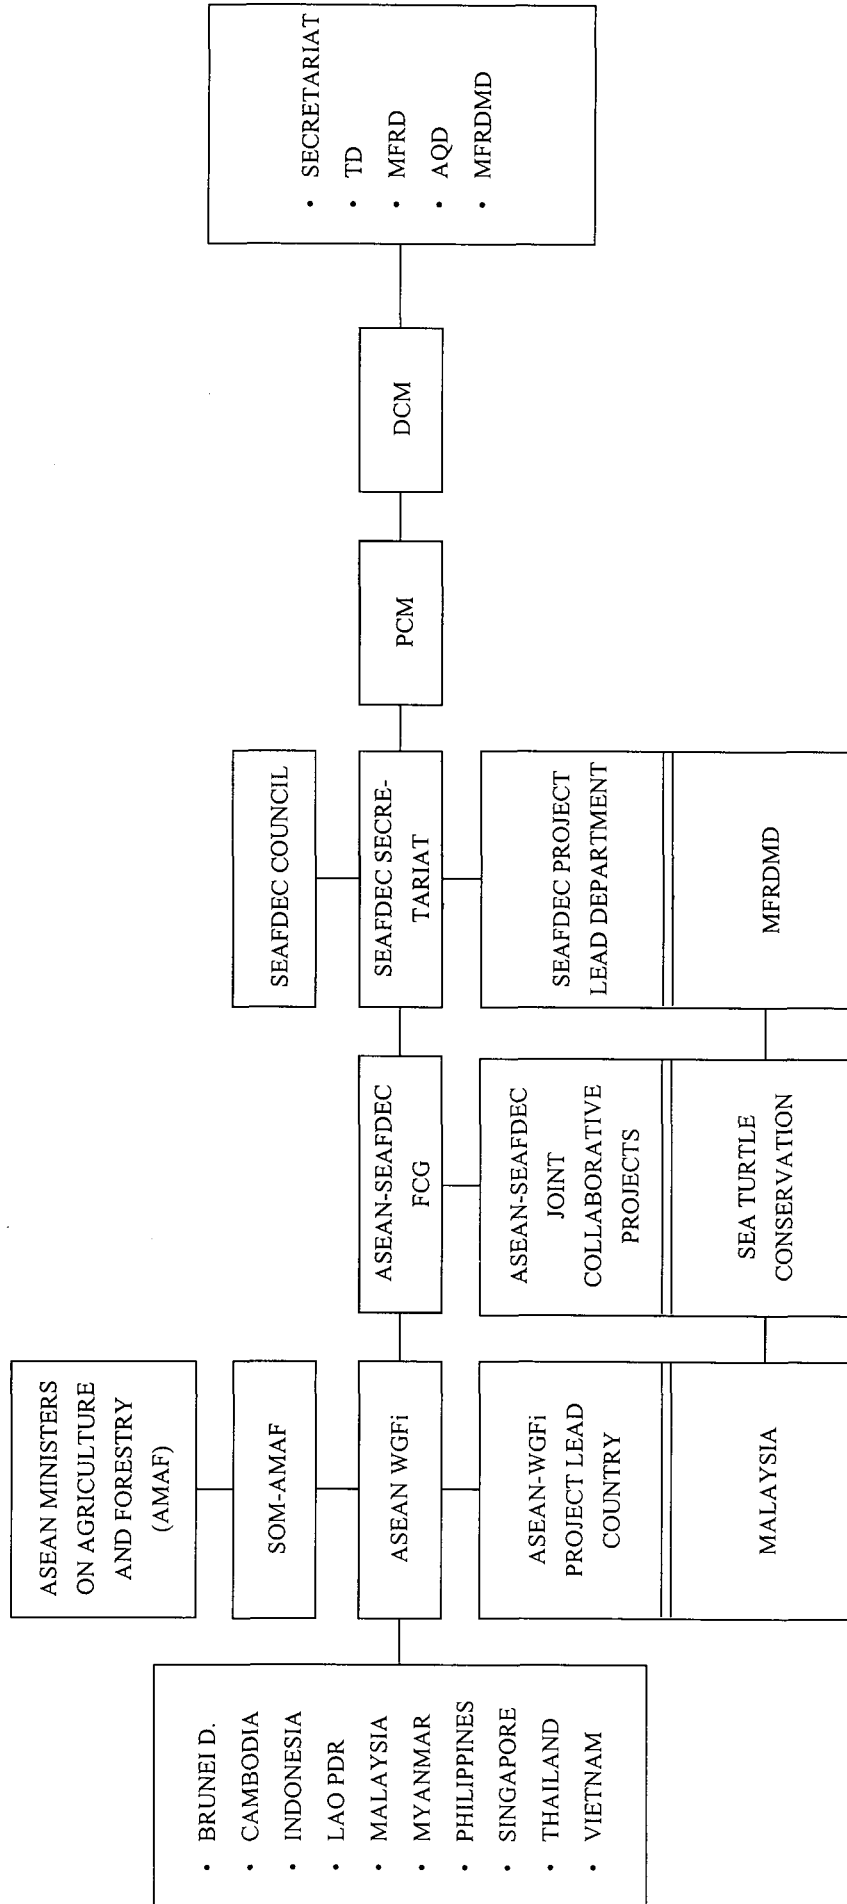 ASEAN MINISTERS
ON AGRICULTURE
AND FORESTRY
(AMAF)
SOM-AMAF
SEAFDEC COUNCIL
• BRUNEI D.
• CAMBODIA
• INDONESIA
• LAO PDR
• MALAYSIA
• MYANMAR
• PHILIPPINES
• SINGAPORE
• THAILAND
• VIETNAM
ASEAN WGFi
ASEAN-SEAFDEC
FCG
SEAFDEC SECRE-
TARIAT
PCM
DCM
• SECRETARIAT
• TD
• MFRD
• AQD
• MFRDMD
ASEAN-WGFi
PROJECT LEAD
COUNTRY
ASEAN-SEAFDEC
JOINT
COLLABORATIVE
PROJECTS
SEAFDEC PROJECT
LEAD DEPARTMENT
MALAYSIA
SEA TURTLE
CONSERVATION
MFRDMD